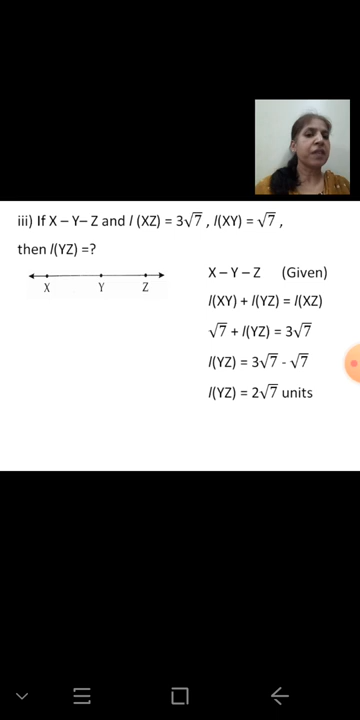 iii) If X – Y– Z and l (XZ) = 3√7 , l(XY) = √7 ,
then l(YZ) =?
X Y Z
X – Y – Z (Given)
l(XY) + l(YZ) = l(XZ)
√7 + l(YZ) = 3√7
l(YZ) = 3√7 - √7
l(YZ) = 2√7 units